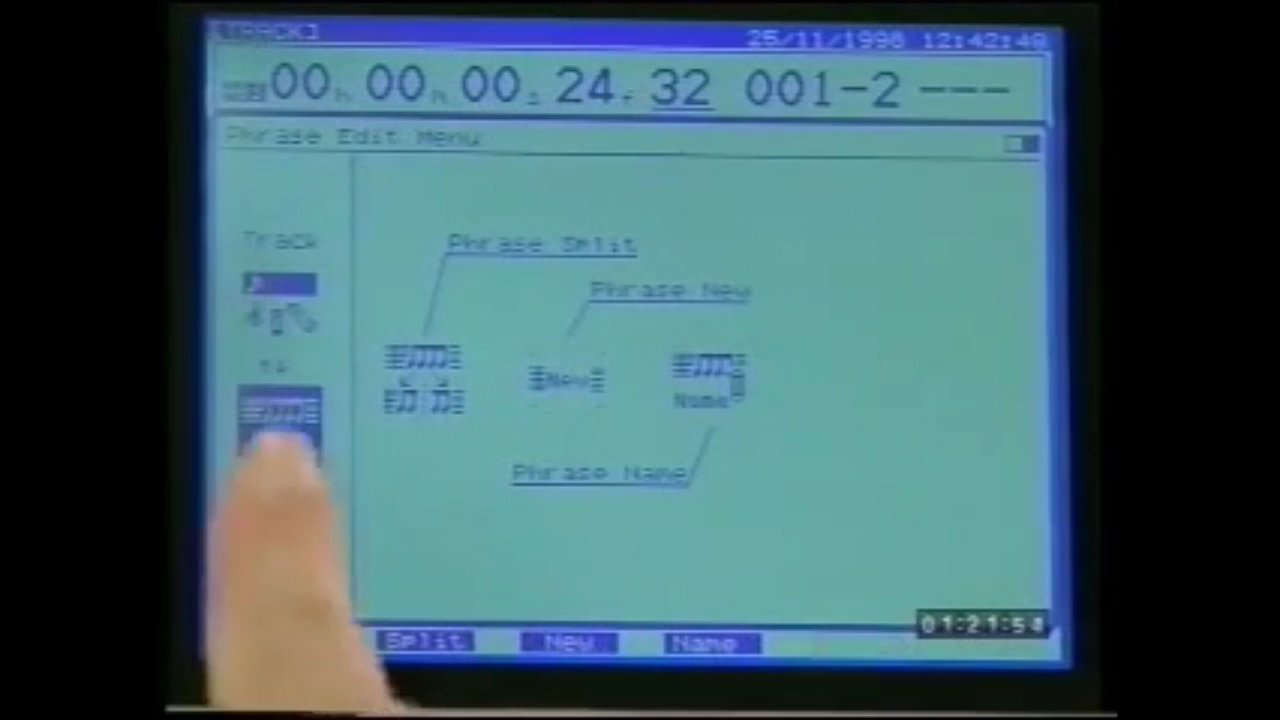 [TRACK] 25/11/1998 12:42:48
00h 00m 00s 24f 32 001-2 ---
Phrase Edit Menu
Track
Phrase Split
Phrase New
New
Name
Phrase Name
01:21:54
Split New Name